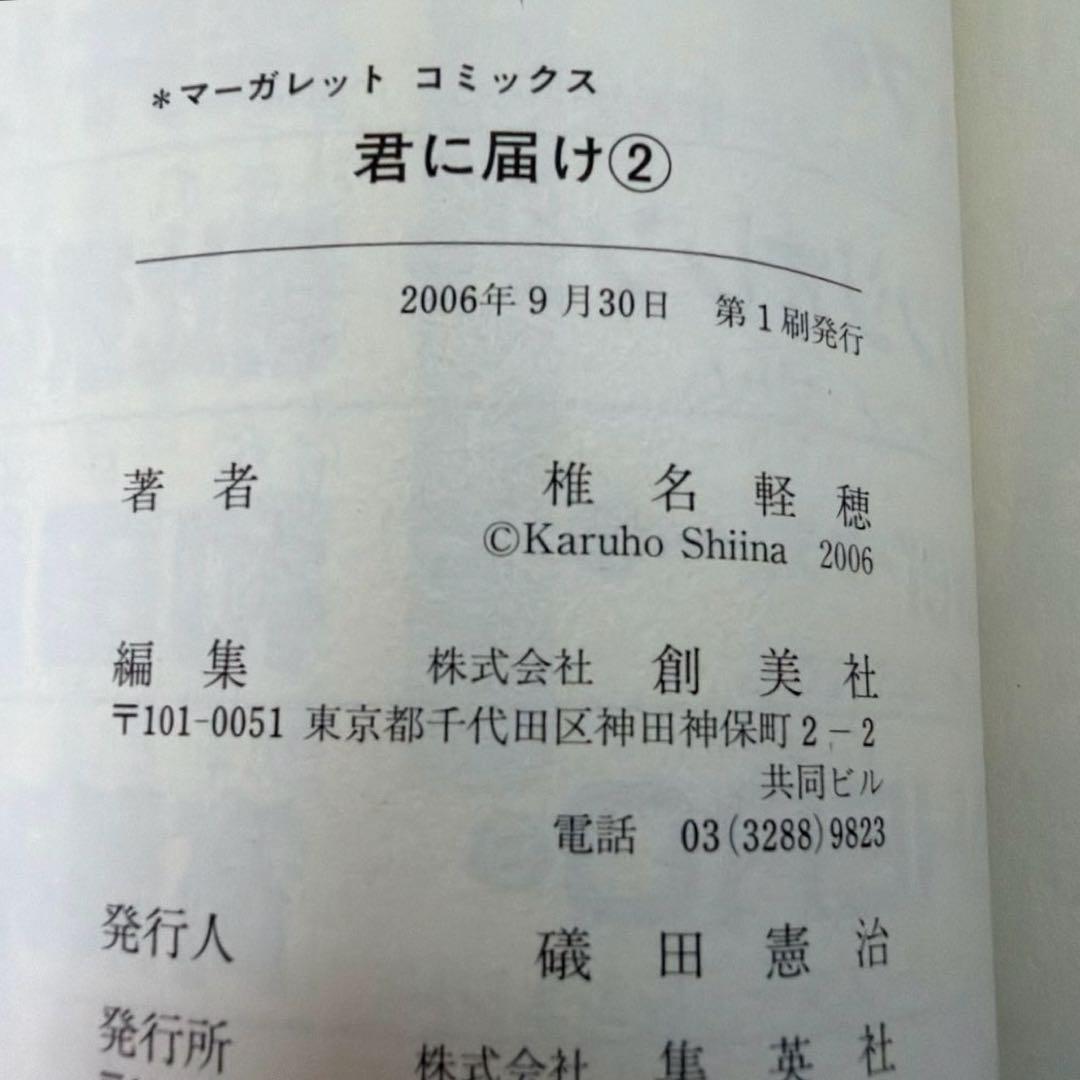 *マーガレット コミックス
君に届け②
2006年9月30日 第1刷発行
著者 椎名軽穂
©Karuho Shiina 2006
編集 株式会社 創美社
〒101-0051 東京都千代田区神田神保町2-2
共同ビル
電話 03(3288)9823
発行人 礒田憲治
発行所 株式会社 集英社